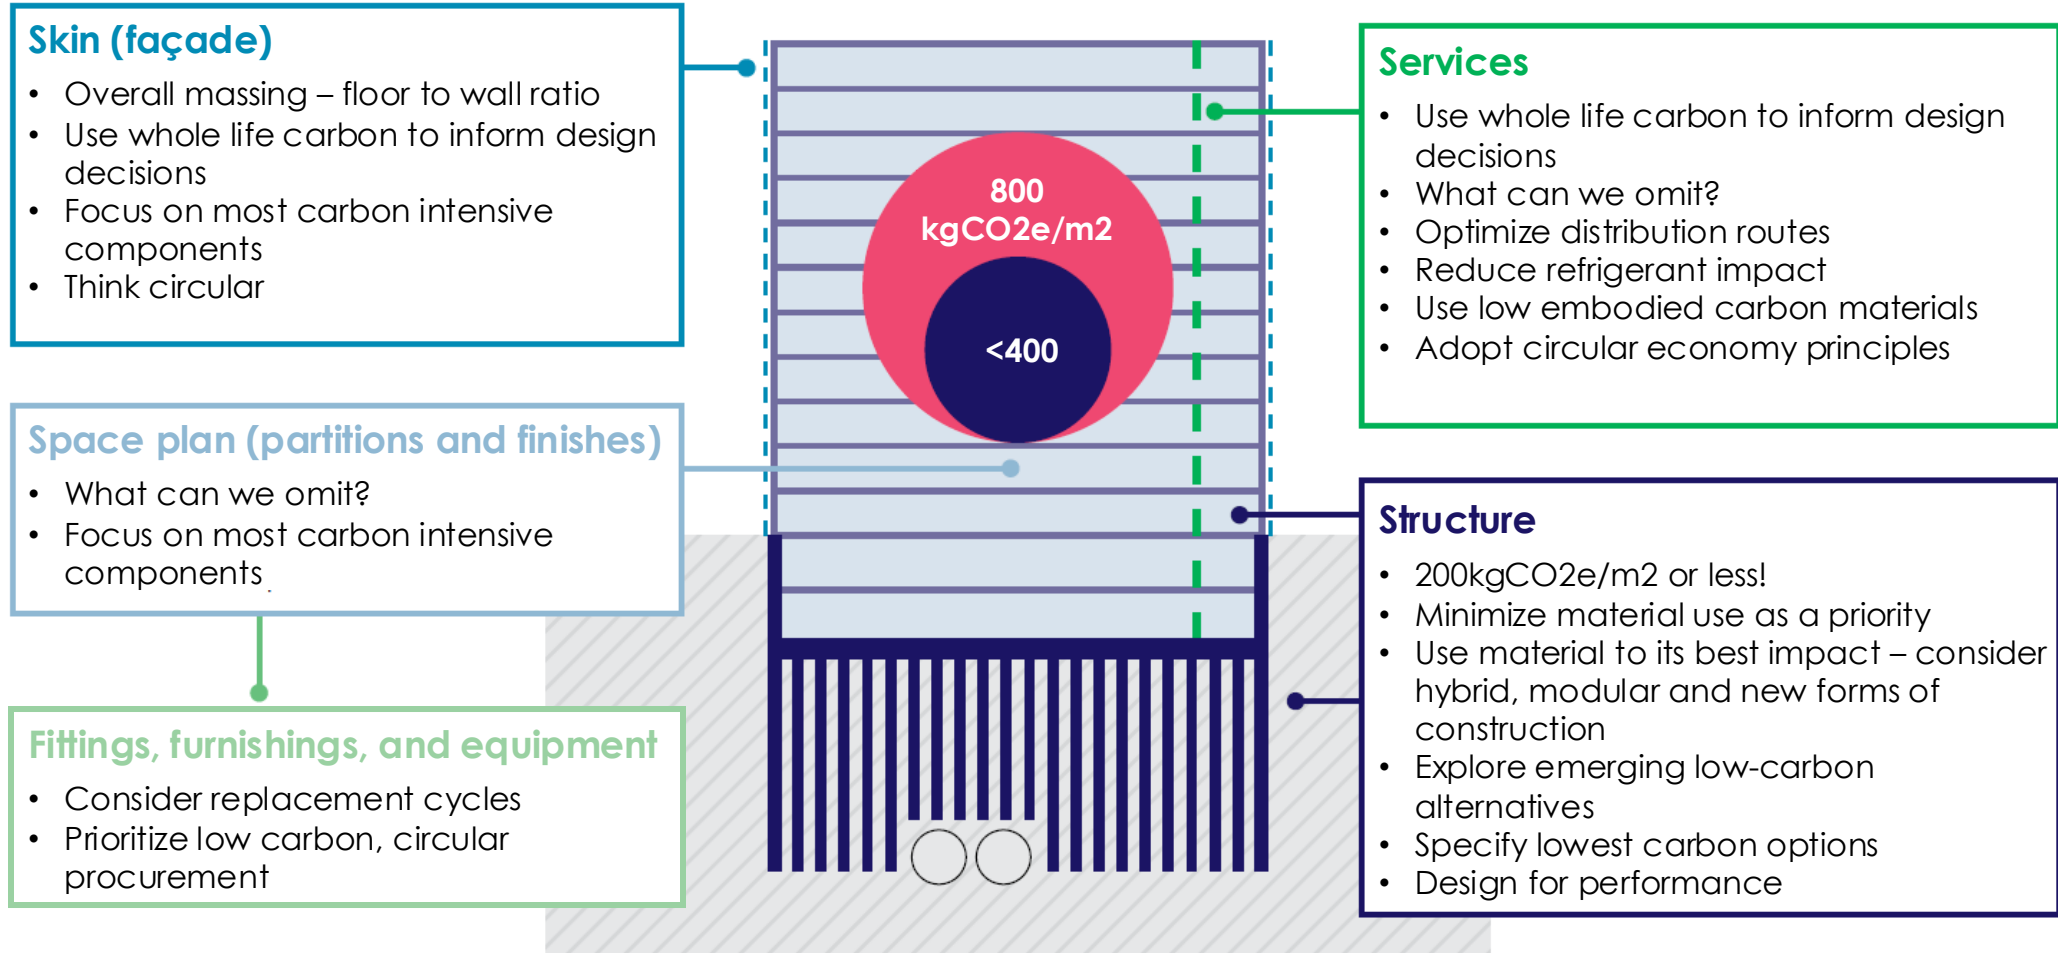 Skin (façade)
• Overall massing – floor to wall ratio
• Use whole life carbon to inform design
decisions
• Focus on most carbon intensive
components
• Think circular
Space plan (partitions and finishes)
• What can we omit?
• Focus on most carbon intensive
components
Fittings, furnishings, and equipment
• Consider replacement cycles
• Prioritize low carbon, circular
procurement
800
kgCO2e/m2
<400
Services
• Use whole life carbon to inform design
decisions
• What can we omit?
• Optimize distribution routes
• Reduce refrigerant impact
• Use low embodied carbon materials
• Adopt circular economy principles
Structure
• 200kgCO2e/m2 or less!
• Minimize material use as a priority
• Use material to its best impact – consider
hybrid, modular and new forms of
construction
• Explore emerging low-carbon
alternatives
• Specify lowest carbon options
• Design for performance